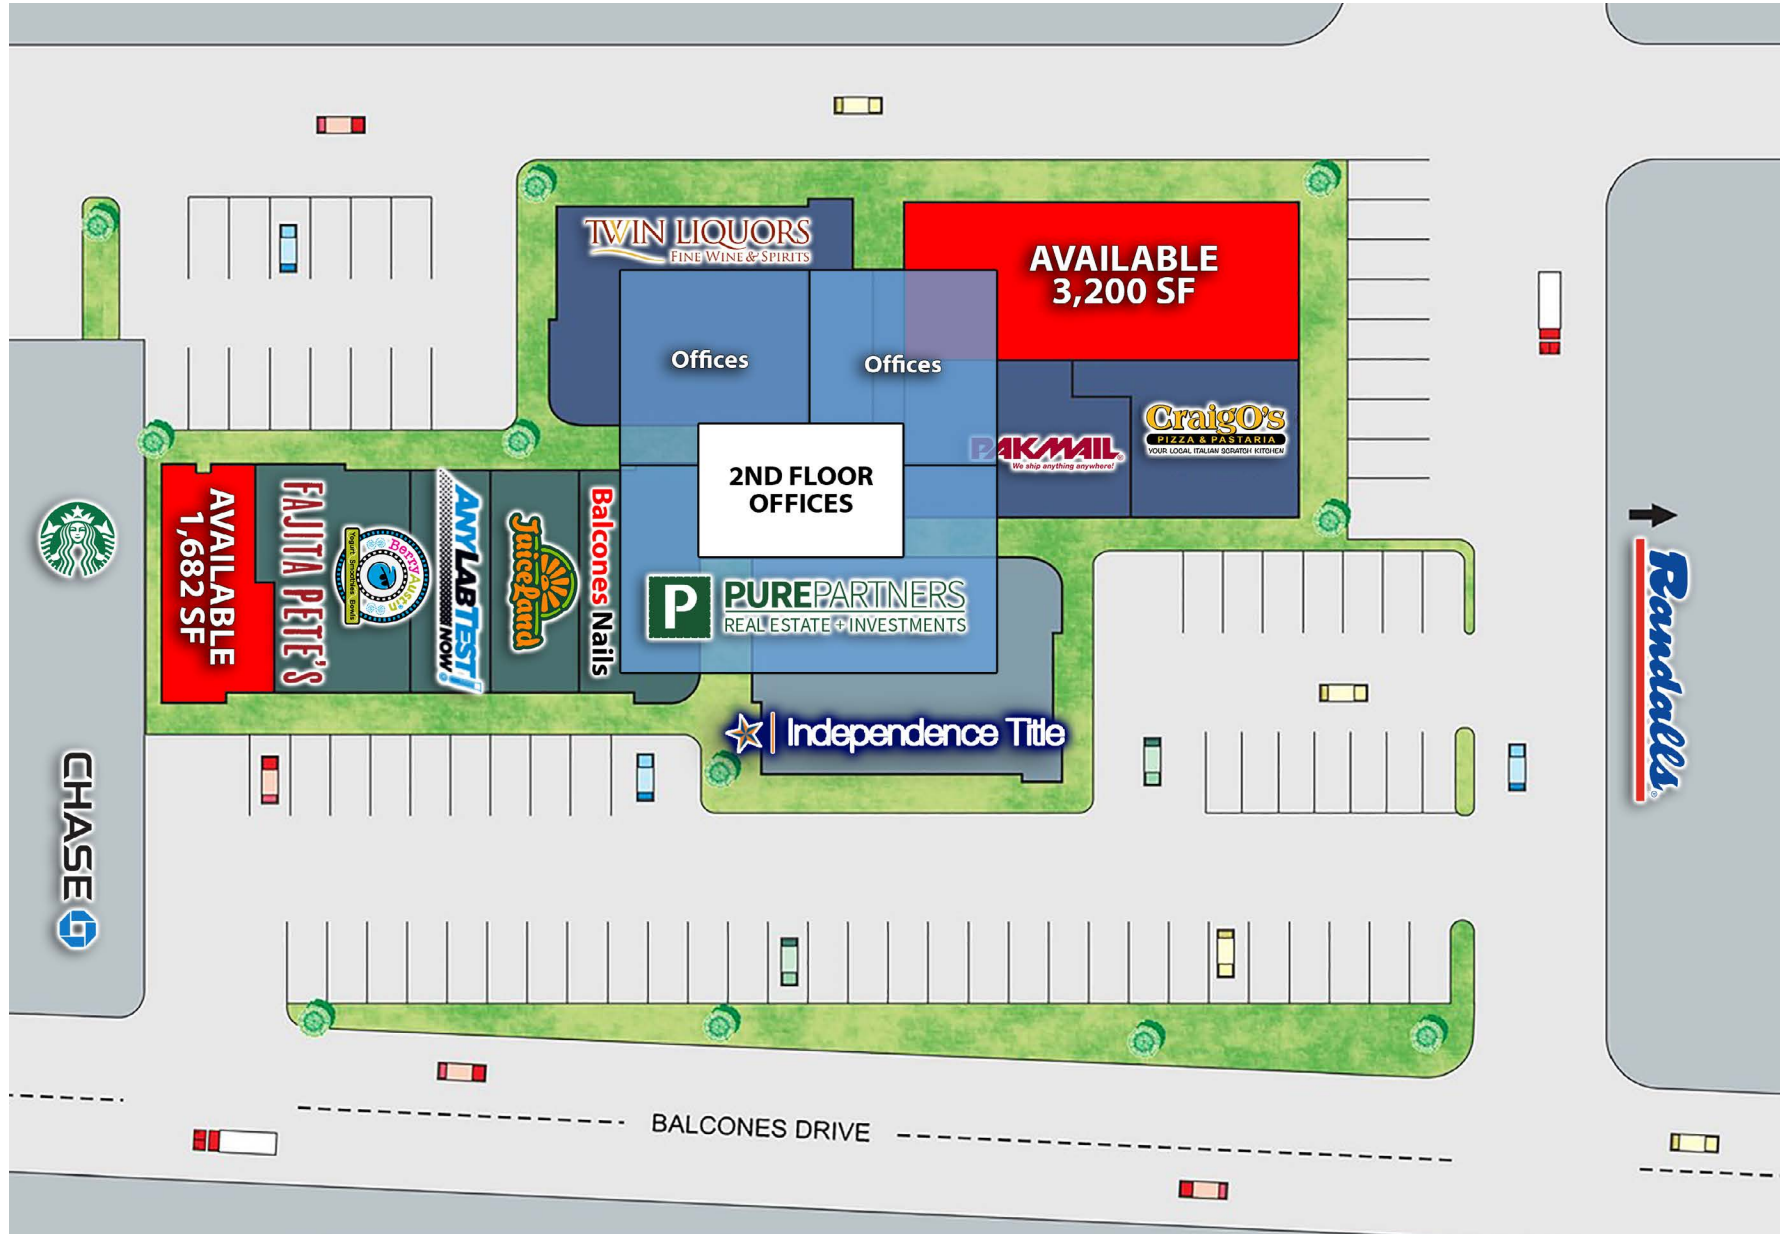 TWIN LIQUORS
FINE WINE & SPIRITS
AVAILABLE
3,200 SF
Offices
Offices
PAKMAIL
We ship anything anywhere!
CraigO's
PIZZA & PASTARIA
YOUR LOCAL ITALIAN SCRATCH KITCHEN
2ND FLOOR
OFFICES
AVAILABLE
1,682 SF
FAJITA PETE'S
BerryAustin
Yogurt Smoothies Bowls
ANY LAB TEST
NOW
JuiceLand
Balcones Nails
P PUREPARTNERS
REAL ESTATE + INVESTMENTS
Independence Title
Randalls
CHASE
BALCONES DRIVE